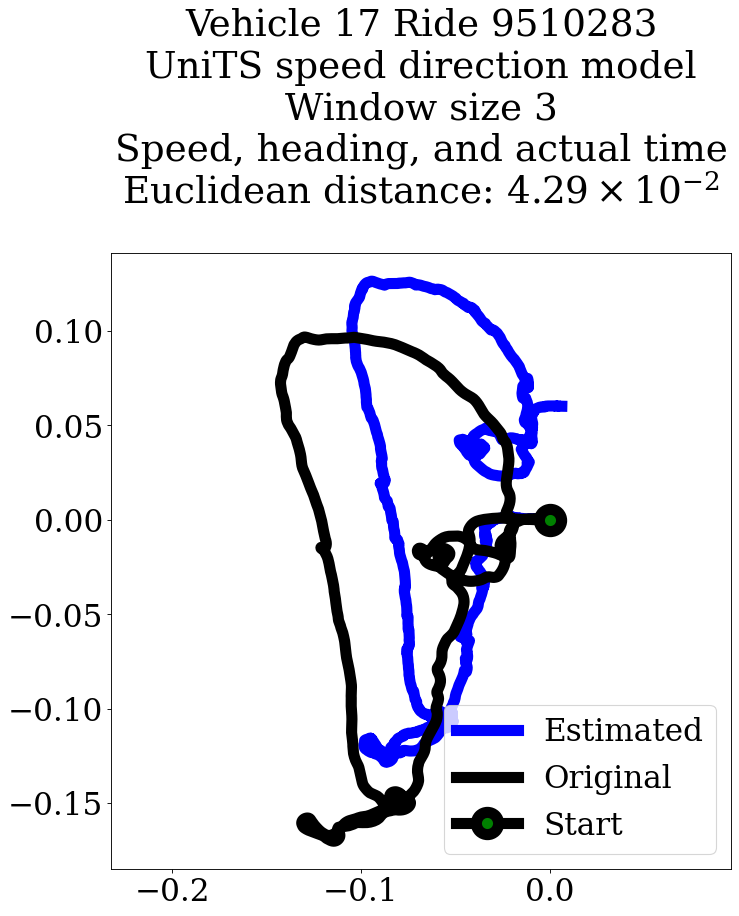 Vehicle 17 Ride 9510283
UniTS speed direction model
Window size 3
Speed, heading, and actual time
Euclidean distance: 4.29 × 10⁻²
0.10
0.05
0.00
−0.05
−0.10
−0.15
−0.2
−0.1
0.0
Estimated
Original
Start